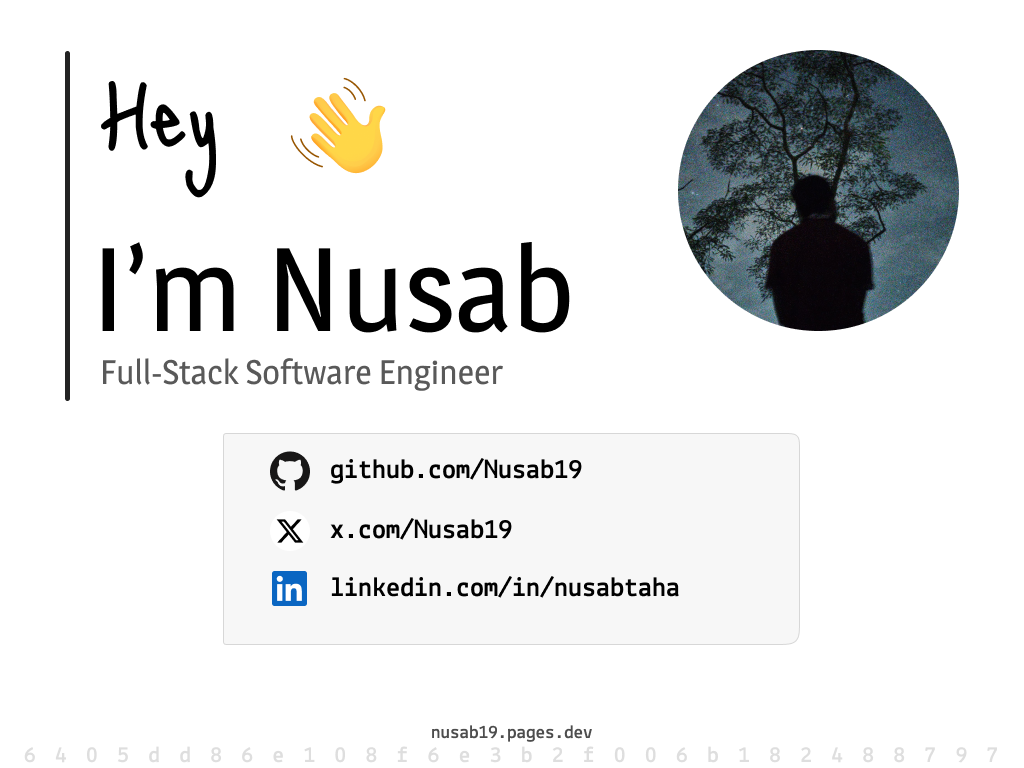 Hey 👋
I’m Nusab
Full-Stack Software Engineer
github.com/Nusab19
x.com/Nusab19
linkedin.com/in/nusabtaha
nusab19.pages.dev
6 4 0 5 d d 8 6 e 1 0 8 f 6 e 3 b 2 f 0 0 6 b 1 8 2 4 8 8 7 9 7